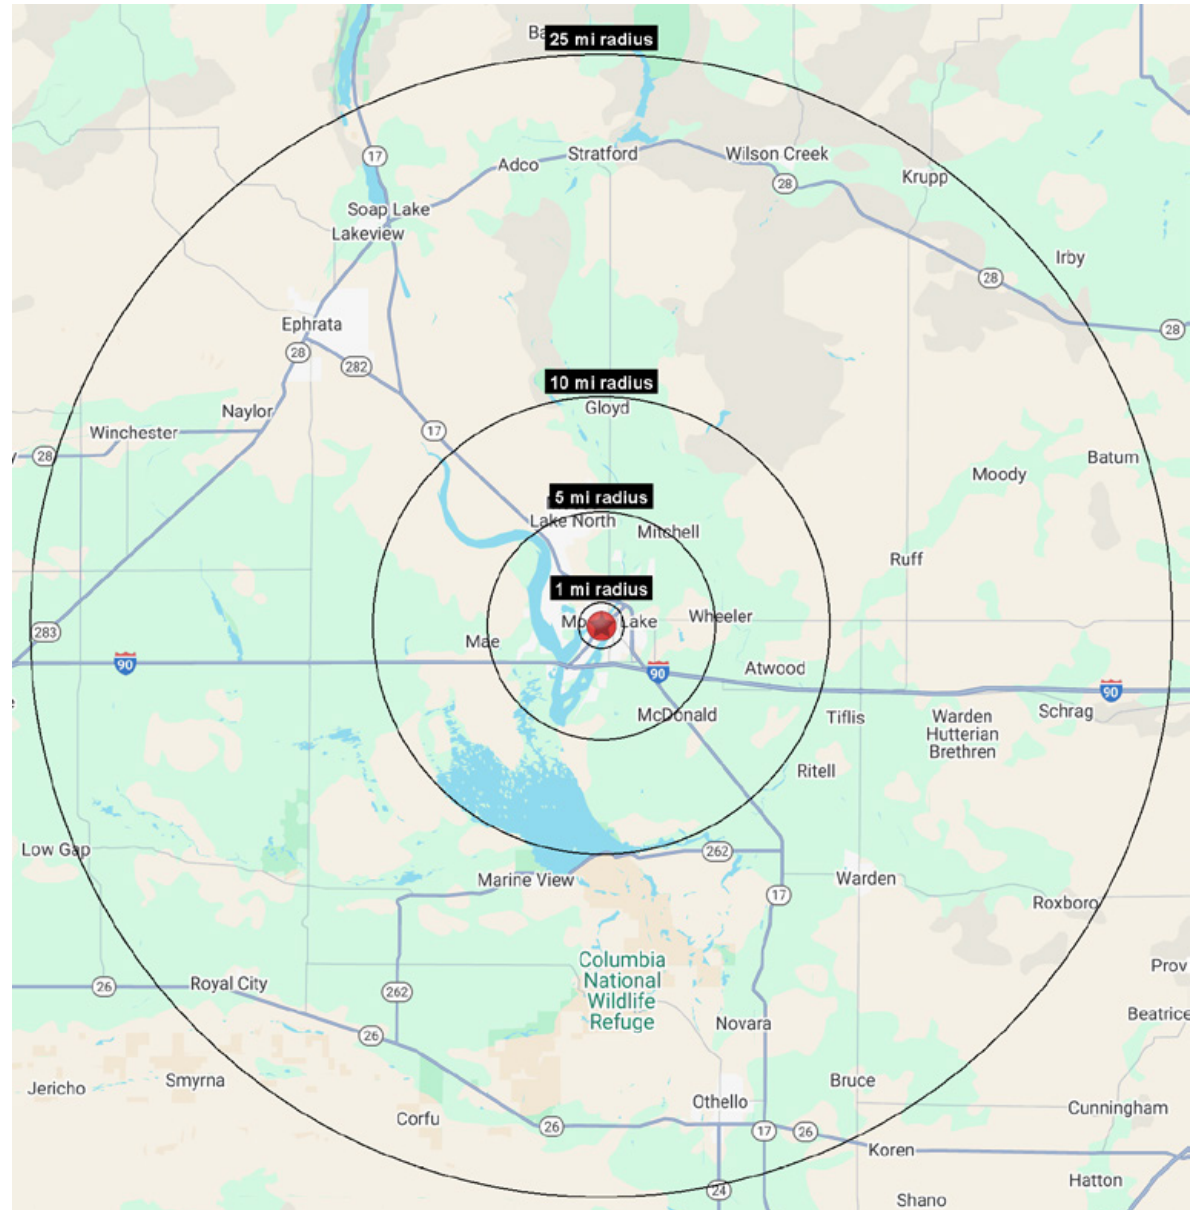 Ba
25 mi radius
17
Adco
Stratford
Wilson Creek
28
Krupp
Soap Lake
Lakeview
Irby
28
Ephrata
28
28
282
10 mi radius
Gloyd
Naylor
17
Winchester
28
Batum
Moody
5 mi radius
Lake North
Mitchell
Ruff
1 mi radius
Mo Lake
Wheeler
283
Mae
90
90
Atwood
90
McDonald
Tiflis
Schrag
Warden
Hutterian
Brethren
Ritell
Low Gap
262
Marine View
Warden
17
Roxboro
Columbia
National
Wildlife
Refuge
Prov
Royal City
26
262
Beatrice
Novara
26
Jericho
Smyrna
Bruce
Othello
Cunningham
Corfu
26
17
26
Koren
Hatton
24
Shano